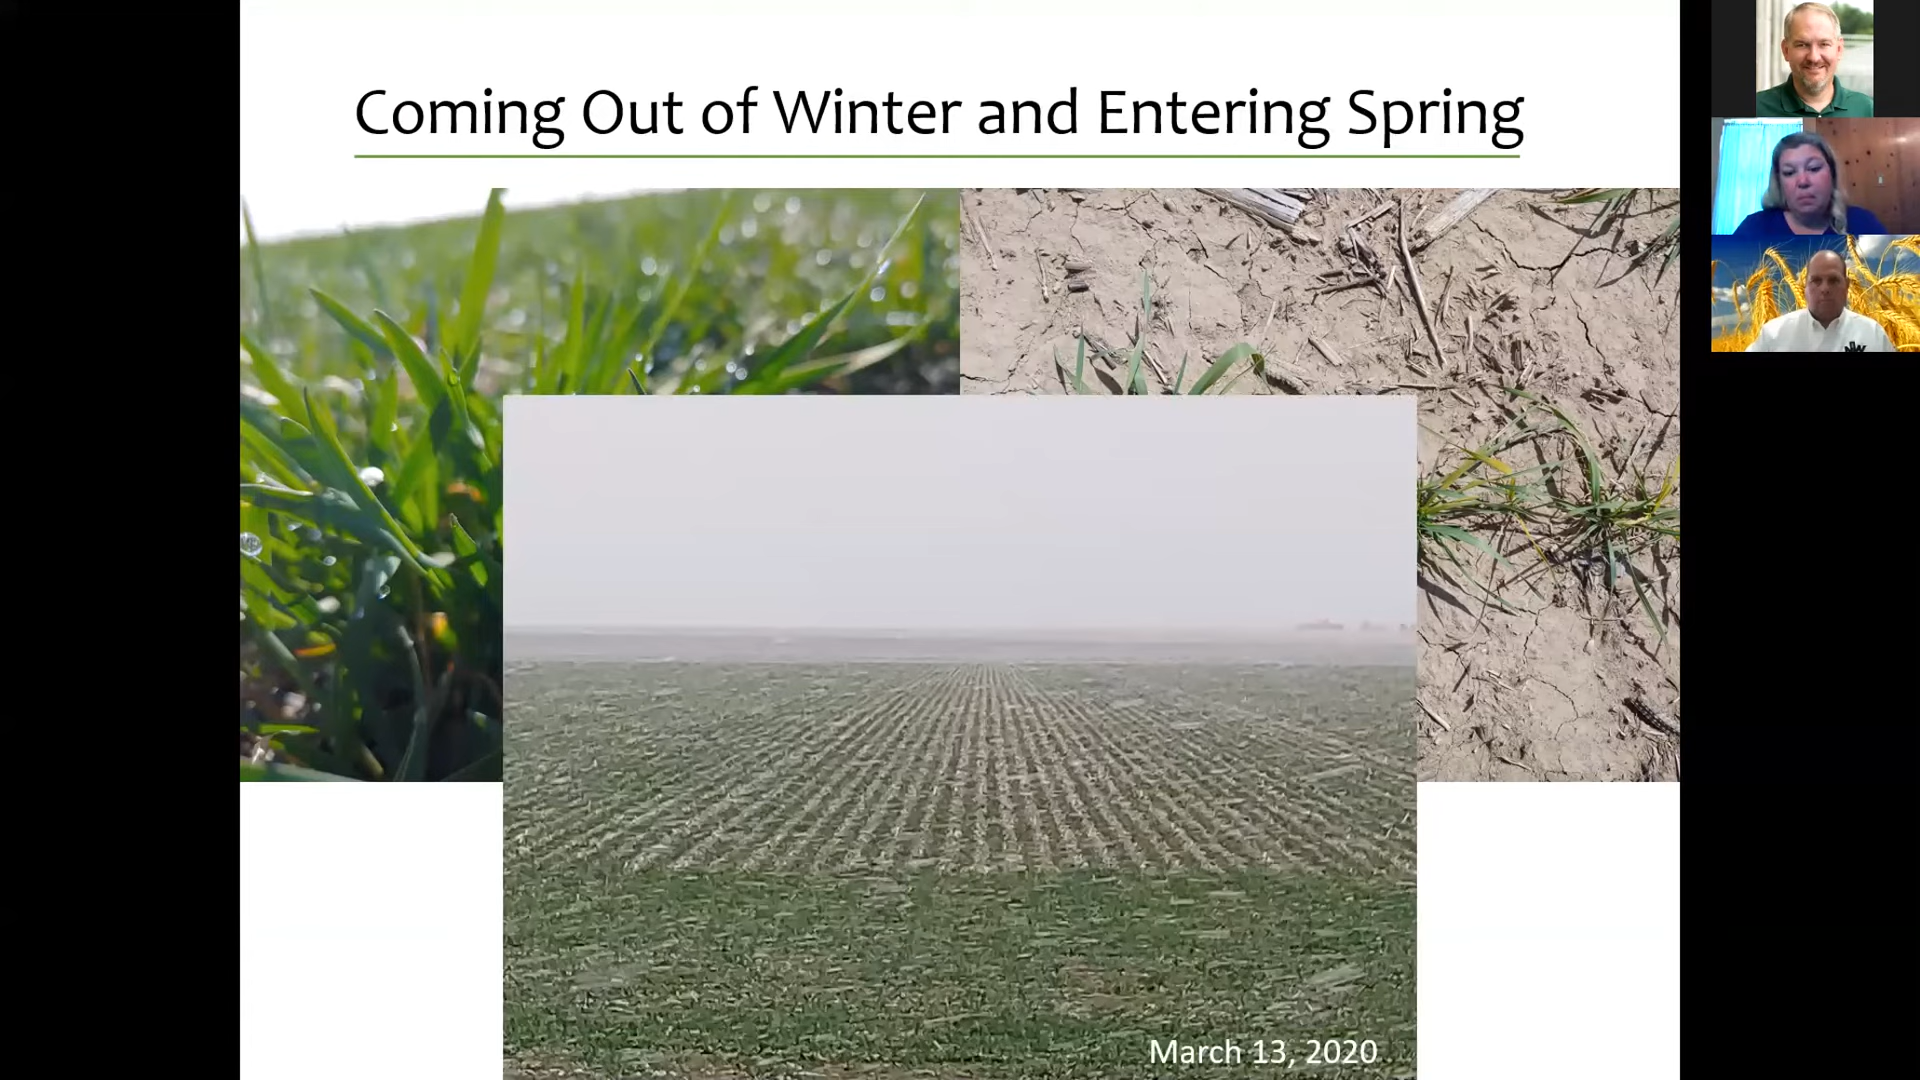 Coming Out of Winter and Entering Spring
March 13, 2020